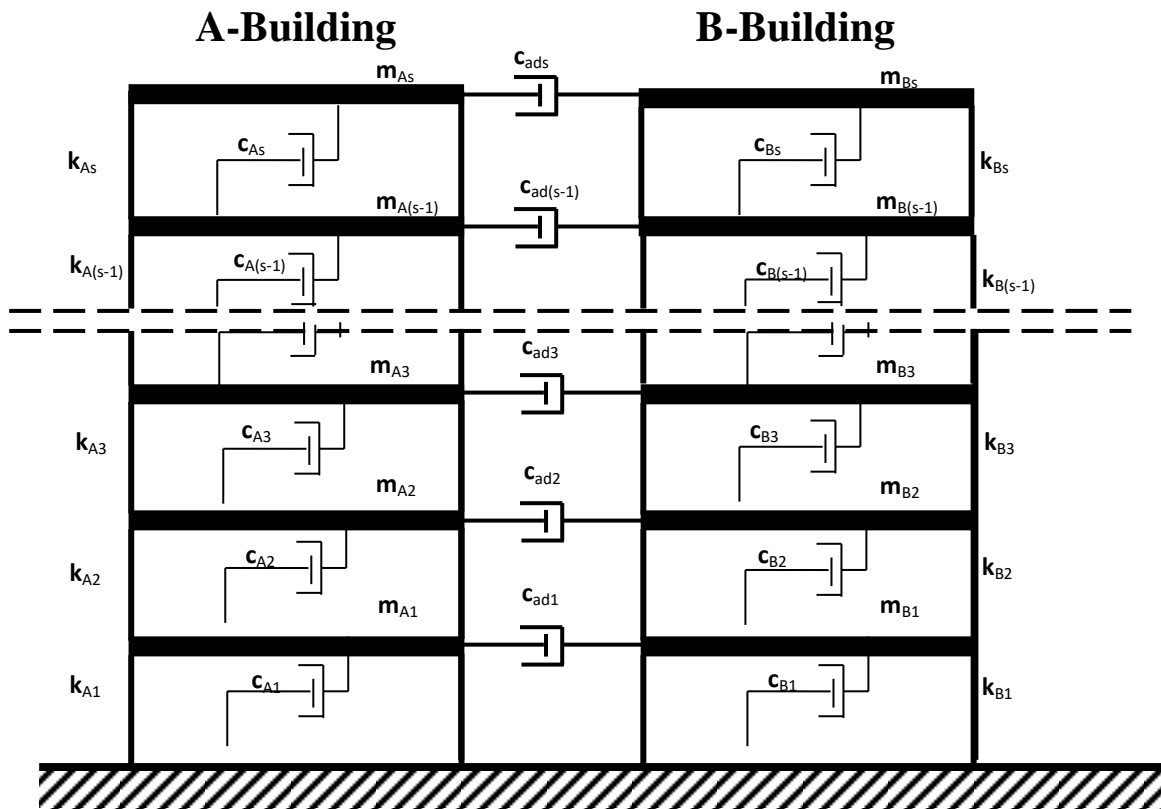 A-Building B-Building
c_ads
m_As m_Bs
c_As c_Bs
k_As k_Bs
c_ad(s-1)
m_A(s-1) m_B(s-1)
c_A(s-1) c_B(s-1)
k_A(s-1) k_B(s-1)
c_ad3
m_A3 m_B3
c_A3 c_B3
k_A3 k_B3
c_ad2
m_A2 m_B2
c_A2 c_B2
k_A2 k_B2
c_ad1
m_A1 m_B1
c_A1 c_B1
k_A1 k_B1